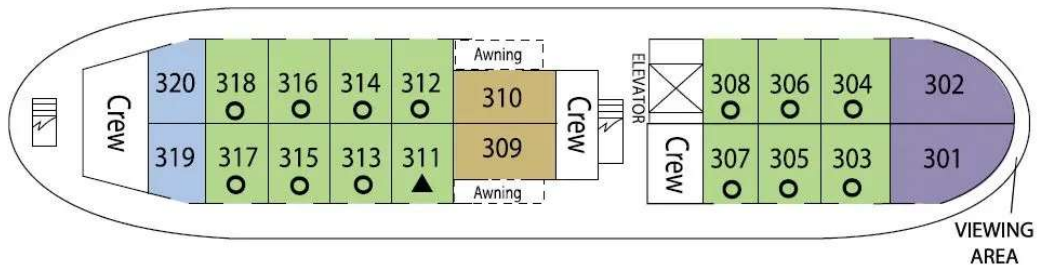 Awning
320 318 316 314 312 310 308 306 304 302
ELEVATOR
Crew
Crew
Crew
319 317 315 313 311 309 307 305 303 301
Awning
VIEWING
AREA